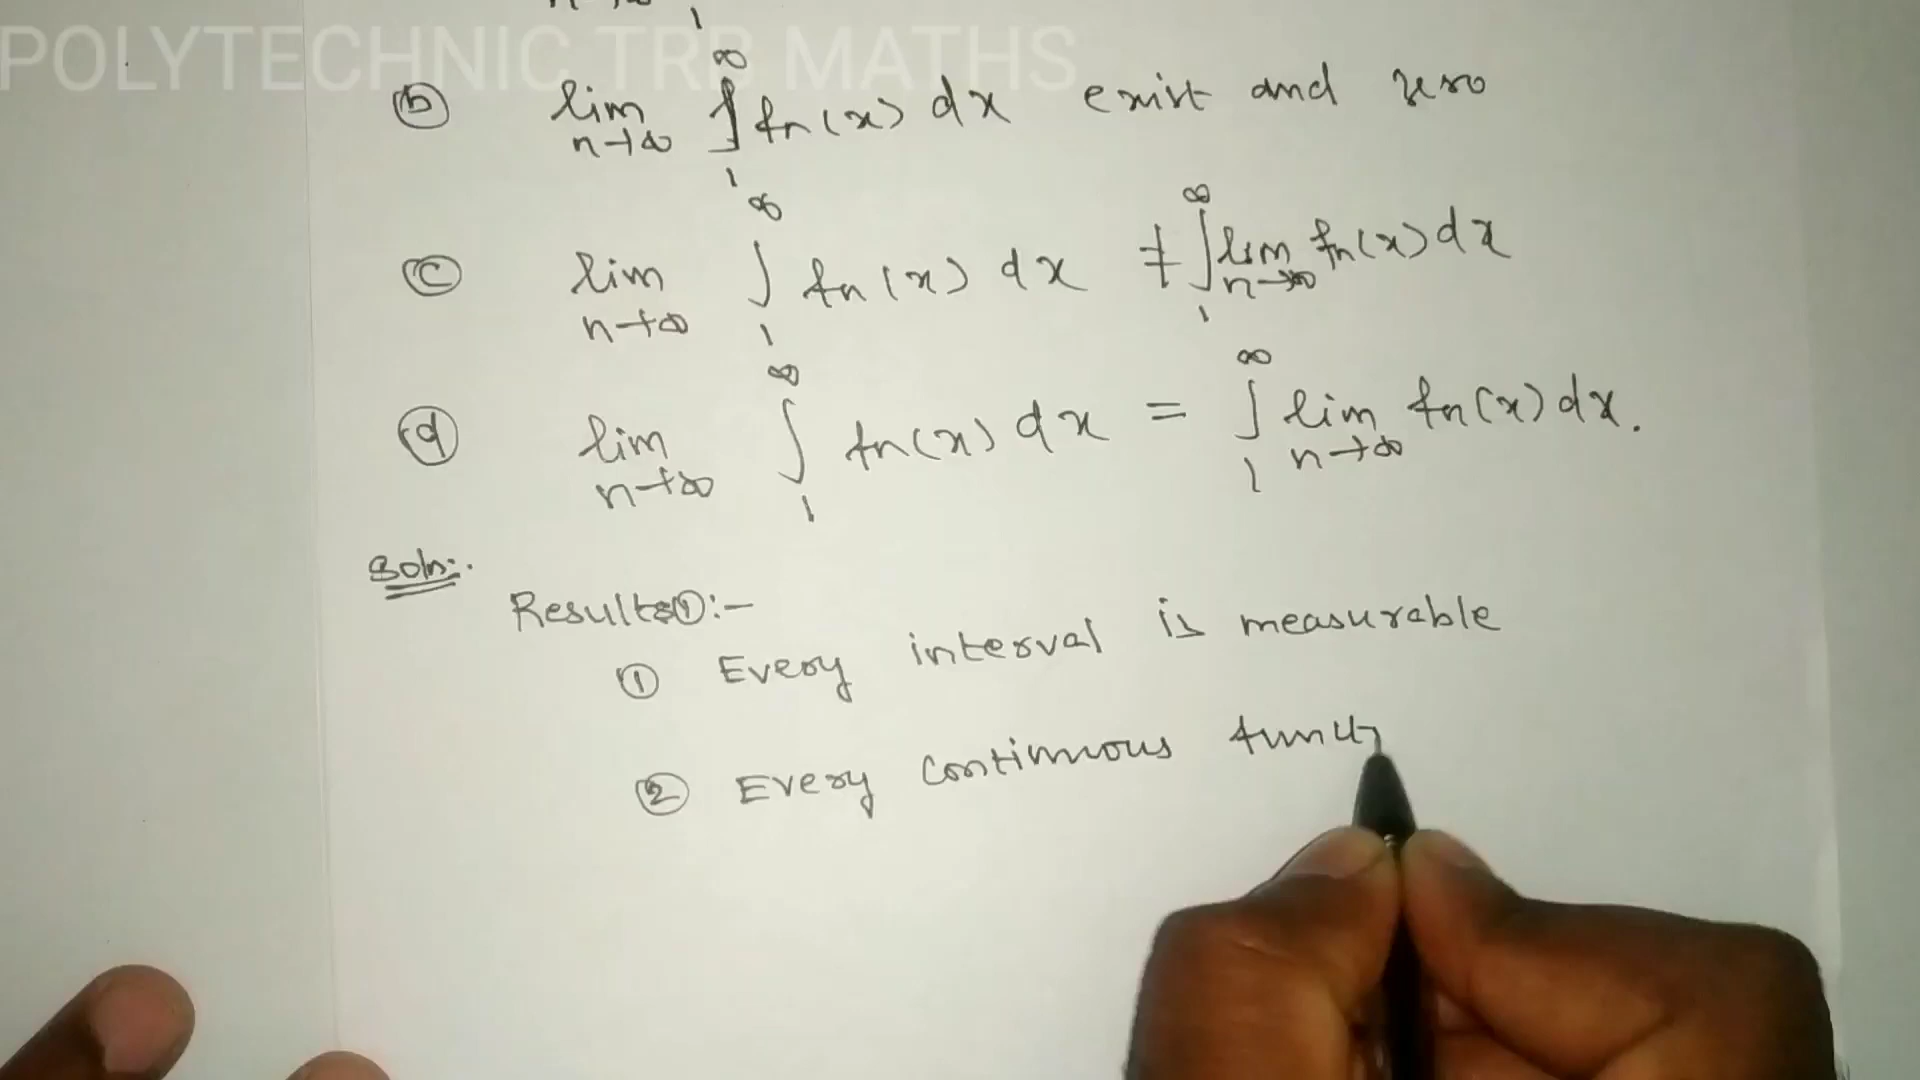 n→∞ 1
POLYTECHNIC TRB MATHS
(b) lim n→∞ ∫₁^∞ fn(x) dx exist and zero
(c) lim n→∞ ∫₁^∞ fn(x) dx ≠ ∫₁^∞ lim n→∞ fn(x) dx
(d) lim n→∞ ∫₁^∞ fn(x) dx = ∫₁^∞ lim n→∞ fn(x) dx.
Soln:.
Results①:-
① Every interval is measurable
② Every continuous